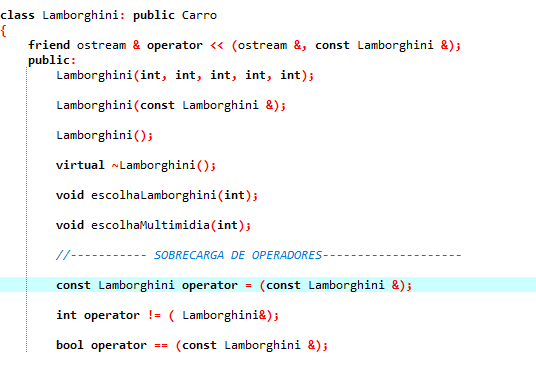 class Lamborghini: public Carro
{
friend ostream & operator << (ostream &, const Lamborghini &);
public:
Lamborghini(int, int, int, int, int);
Lamborghini(const Lamborghini &);
Lamborghini();
virtual ~Lamborghini();
void escolhaLamborghini(int);
void escolhaMultimidia(int);
//----------- SOBRECARGA DE OPERADORES--------------------
const Lamborghini operator = (const Lamborghini &);
int operator != ( Lamborghini&);
bool operator == (const Lamborghini &);